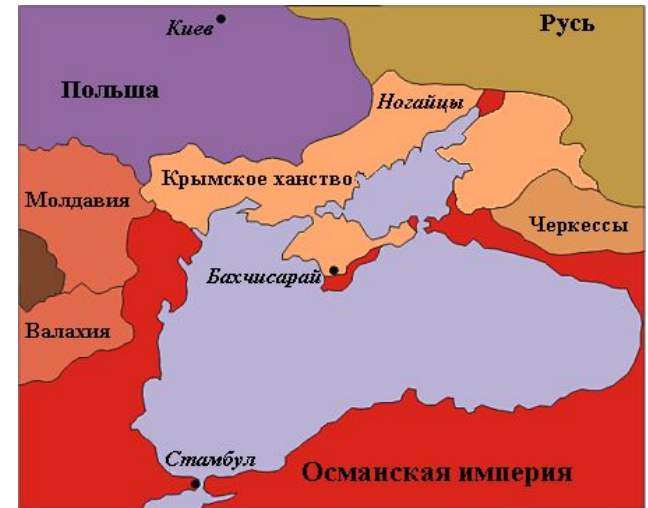 Киев
Русь
Польша
Ногайцы
Крымское ханство
Молдавия
Черкессы
Бахчисарай
Валахия
Стамбул
Османская империя